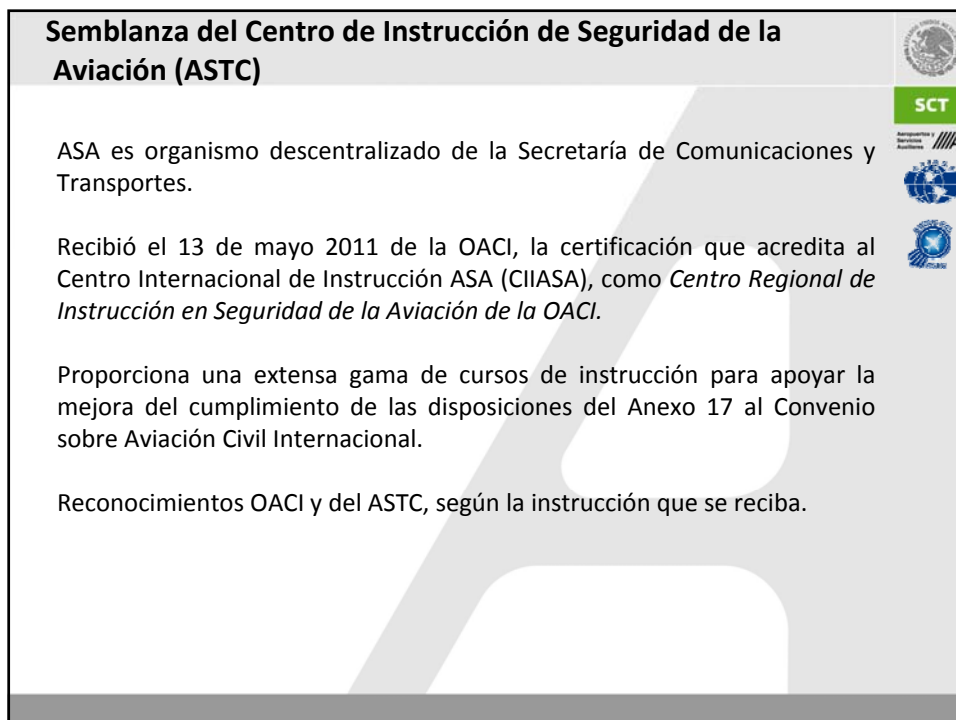 Semblanza del Centro de Instrucción de Seguridad de la
Aviación (ASTC)
SCT
ASA es organismo descentralizado de la Secretaría de Comunicaciones y
Transportes.
Aeropuertos y
Servicios
Auxiliares
Recibió el 13 de mayo 2011 de la OACI, la certificación que acredita al
Centro Internacional de Instrucción ASA (CIIASA), como Centro Regional de
Instrucción en Seguridad de la Aviación de la OACI.
Proporciona una extensa gama de cursos de instrucción para apoyar la
mejora del cumplimiento de las disposiciones del Anexo 17 al Convenio
sobre Aviación Civil Internacional.
Reconocimientos OACI y del ASTC, según la instrucción que se reciba.